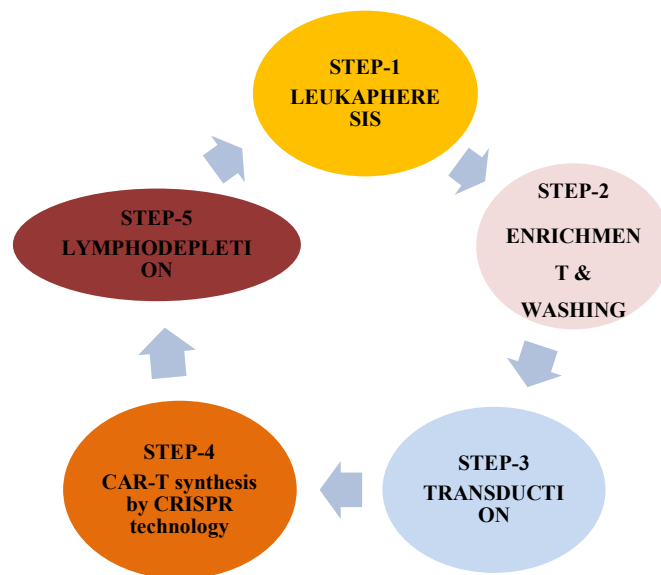 STEP-1
LEUKAPHERE
SIS
STEP-2
ENRICHMEN
T &
WASHING
STEP-3
TRANSDUCTI
ON
STEP-4
CAR-T synthesis
by CRISPR
technology
STEP-5
LYMPHODEPLETI
ON